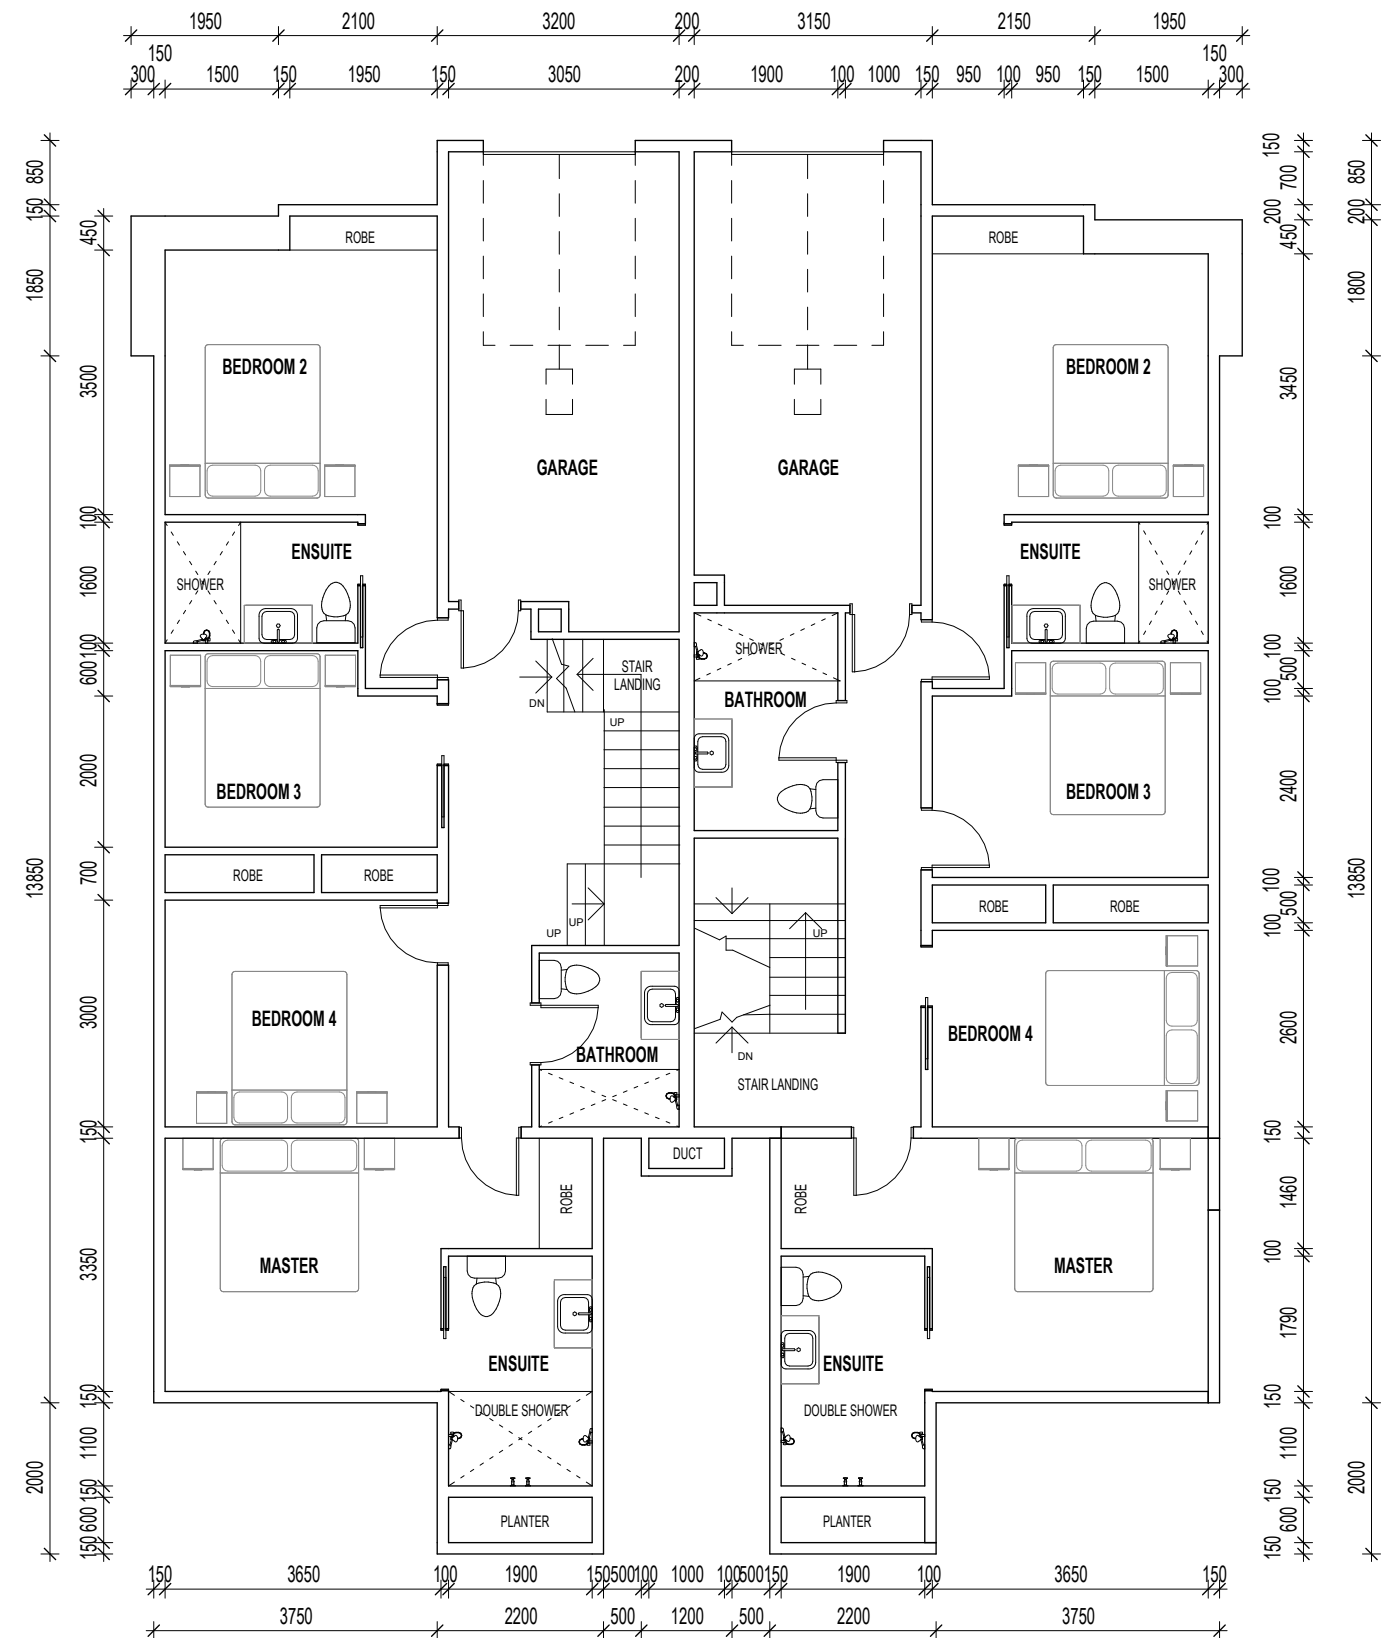 1950 2100 3200 200 3150 2150 1950
150 150
300 1500 150 1950 150 3050 200 1900 100 1000 150 950 100 950 150 1500 300
850
150
1850
13850
2000
450
3500
100
1600
100
600
2000
700
3000
150
3350
150
1100
150
600
150
ROBE
ROBE
BEDROOM 2
BEDROOM 2
GARAGE
GARAGE
ENSUITE
SHOWER
ENSUITE
SHOWER
STAIR
LANDING
DN
UP
SHOWER
BATHROOM
BEDROOM 3
BEDROOM 3
ROBE
ROBE
ROBE
ROBE
UP
UP
UP
BEDROOM 4
BEDROOM 4
BATHROOM
DN
STAIR LANDING
DUCT
ROBE
ROBE
MASTER
MASTER
ENSUITE
ENSUITE
DOUBLE SHOWER
DOUBLE SHOWER
PLANTER
PLANTER
150
700
200
450
3450
100
1600
100
500
100
2400
100
500
100
2600
150
1460
100
1790
150
1100
150
600
150
850
200
1800
13850
2000
150 3650 100 1900 150 500 100 1000 100 500 150 1900 100 3650 150
3750 2200 500 1200 500 2200 3750